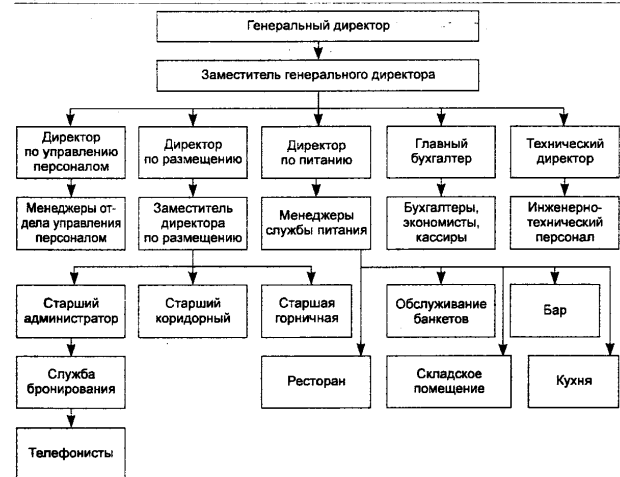 Генеральный директор
Заместитель генерального директора
Директор
по управлению
персоналом
Директор
по размещению
Директор
по питанию
Главный
бухгалтер
Технический
директор
Менеджеры от-
дела управления
персоналом
Заместитель
директора
по размещению
Менеджеры
службы питания
Бухгалтеры,
экономисты,
кассиры
Инженерно-
технический
персонал
Старший
администратор
Старший
коридорный
Старшая
горничная
Обслуживание
банкетов
Бар
Служба
бронирования
Ресторан
Складское
помещение
Кухня
Телефонисты